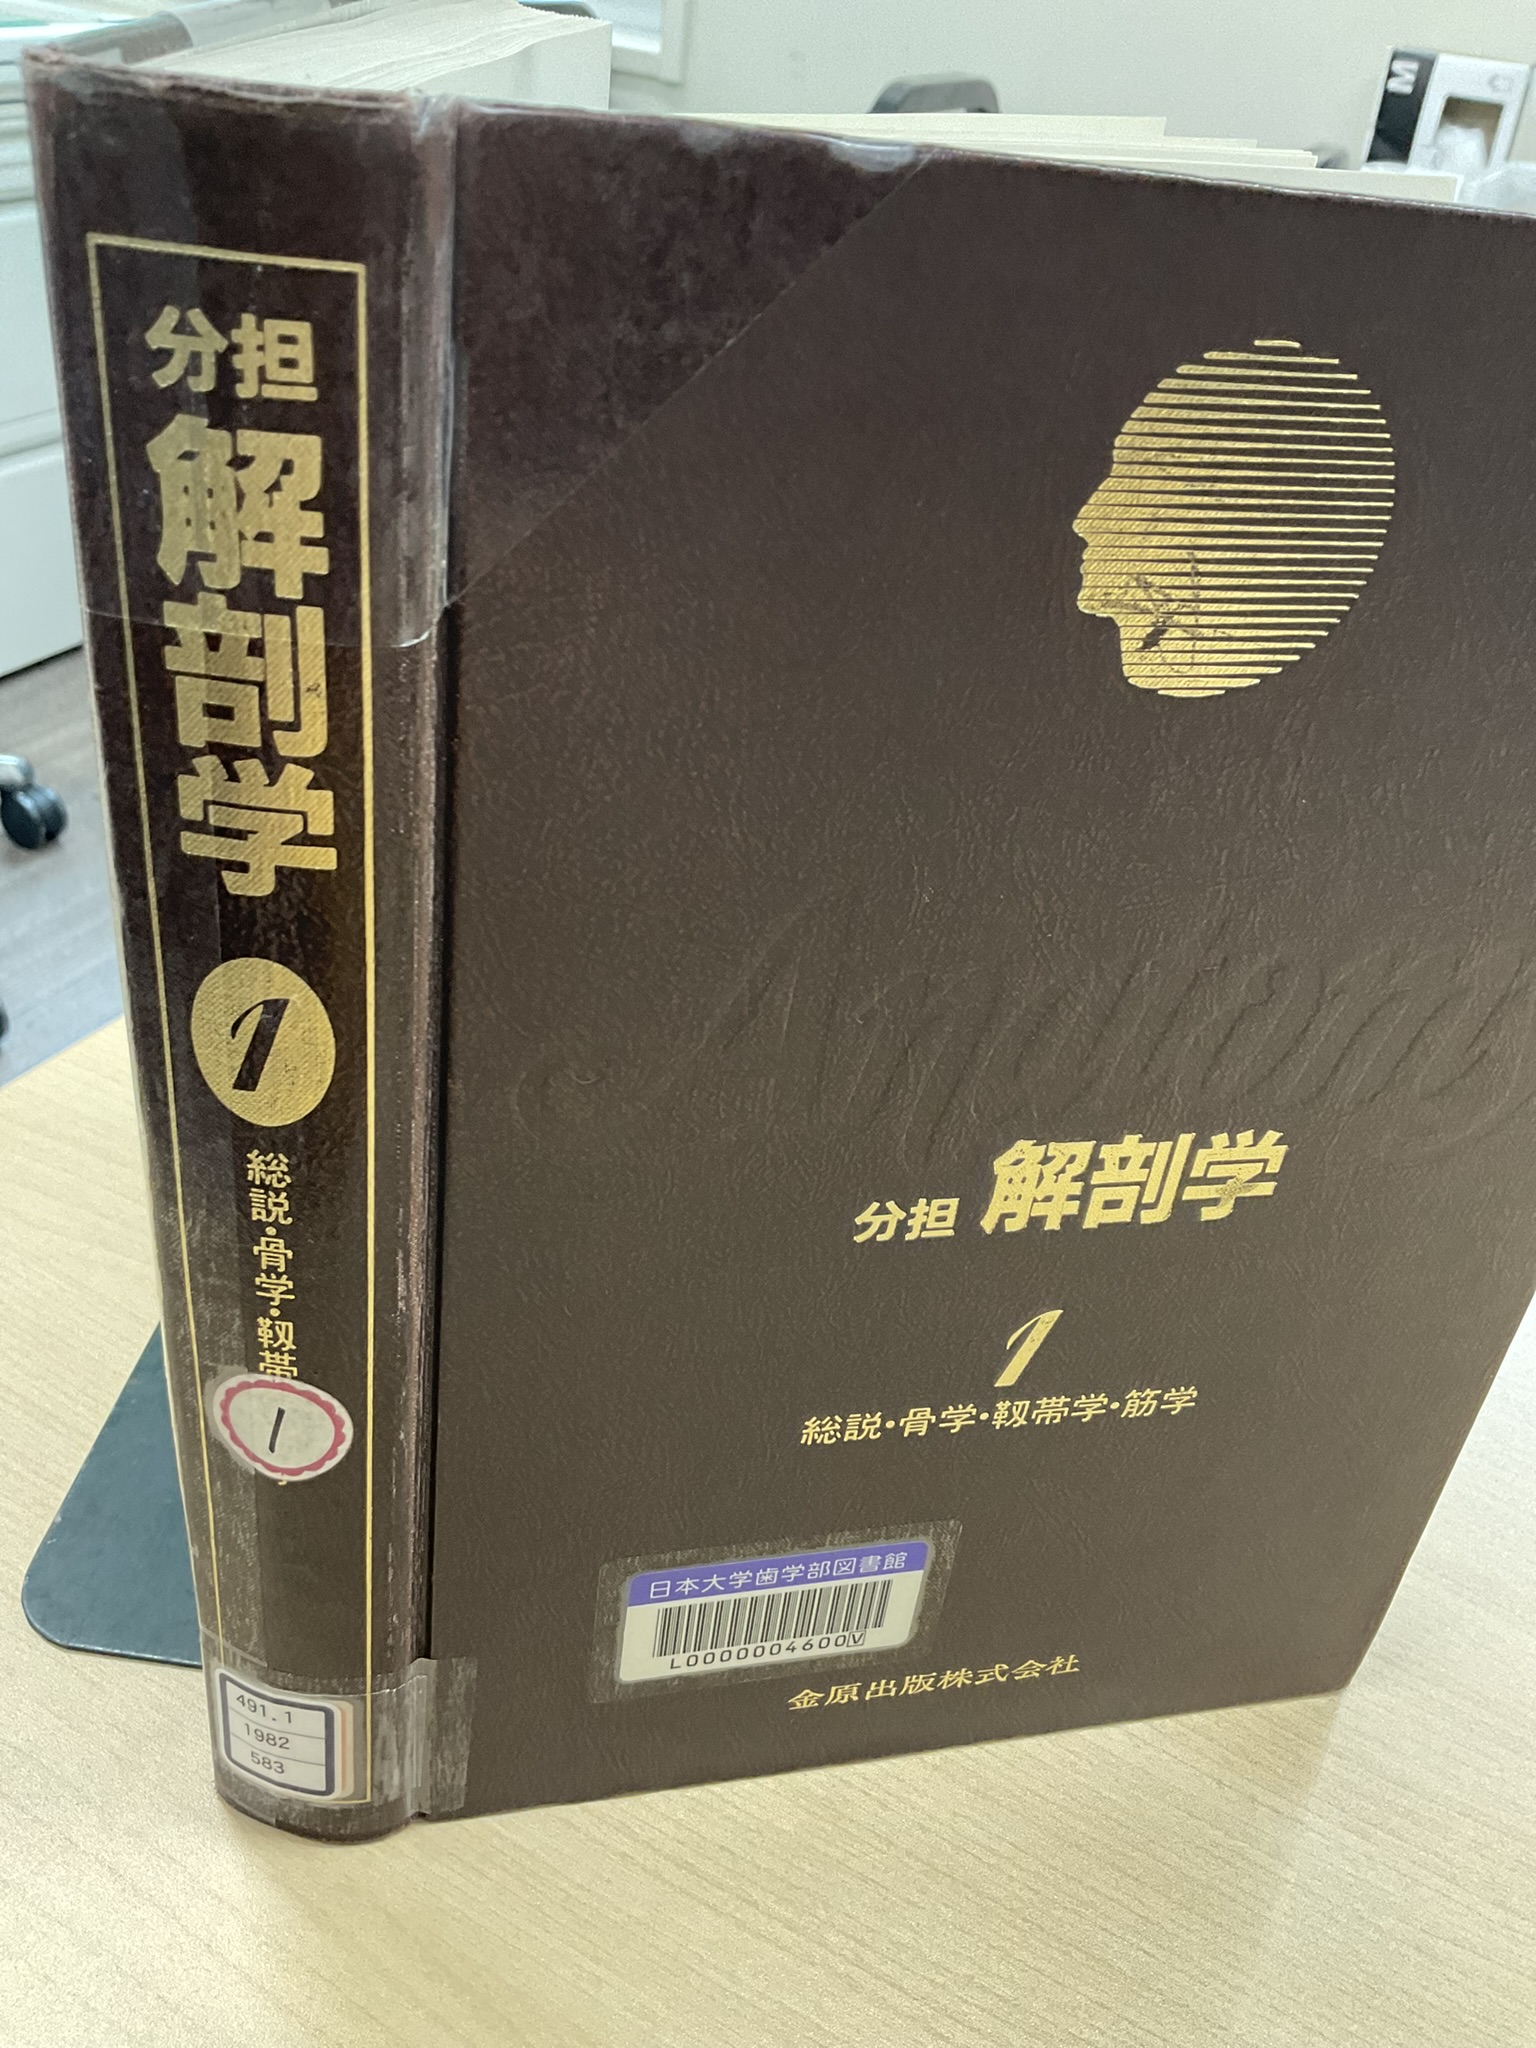 分担
解剖学
1
総説・骨学・靱帯
1
491.1
1982
583
Anatomy
分担 解剖学
1
総説・骨学・靱帯学・筋学
日本大学歯学部図書館
L0000004600V
金原出版株式会社
M